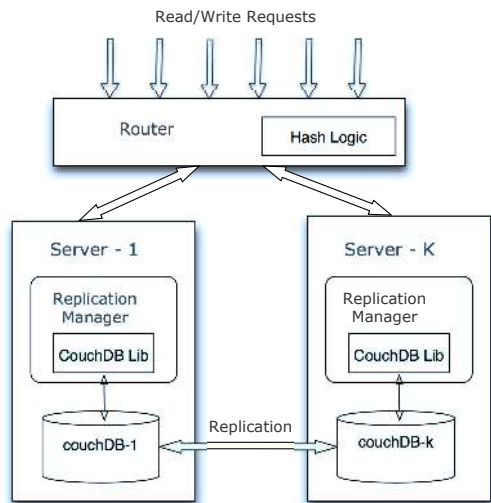 Read/Write Requests
Router
Hash Logic
Server - 1
Replication
Manager
CouchDB Lib
couchDB-1
Replication
Server - K
Replication
Manager
CouchDB Lib
couchDB-k